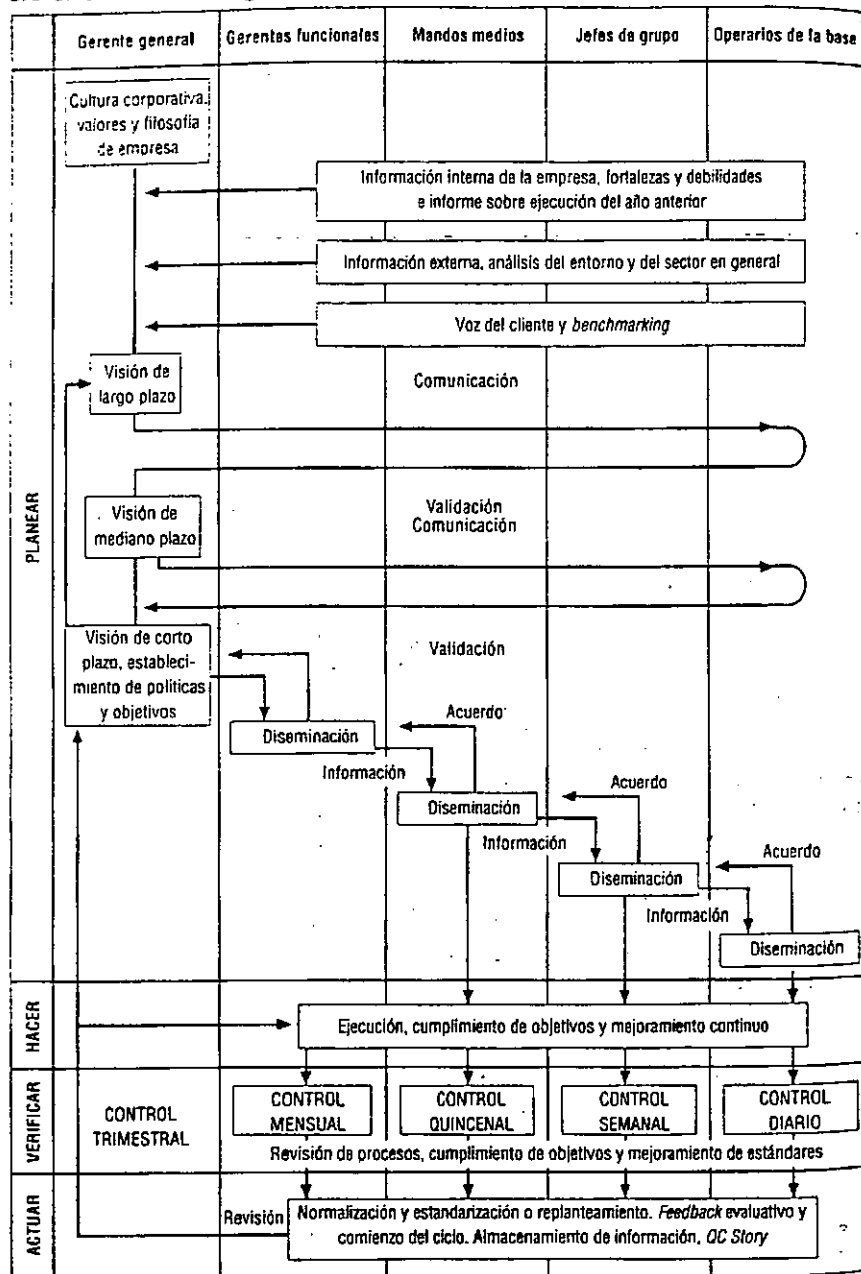 Gerente general
Gerentes funcionales
Mandos medios
Jefes de grupo
Operarios de la base
PLANEAR
Cultura corporativa,
valores y filosofía
de empresa
Información interna de la empresa, fortalezas y debilidades
e informe sobre ejecución del año anterior
Información externa, análisis del entorno y del sector en general
Voz del cliente y benchmarking
Visión de
largo plazo
Comunicación
Visión de
mediano plazo
Validación
Comunicación
Visión de corto
plazo, estableci-
miento de políticas
y objetivos
Validación
Diseminación
Acuerdo
Información
Diseminación
Acuerdo
Información
Diseminación
Acuerdo
Información
Diseminación
HACER
Ejecución, cumplimiento de objetivos y mejoramiento continuo
VERIFICAR
CONTROL
TRIMESTRAL
CONTROL
MENSUAL
CONTROL
QUINCENAL
CONTROL
SEMANAL
CONTROL
DIARIO
Revisión de procesos, cumplimiento de objetivos y mejoramiento de estándares
ACTUAR
Revisión
Normalización y estandarización o replanteamiento. Feedback evaluativo y
comienzo del ciclo. Almacenamiento de información, QC Story